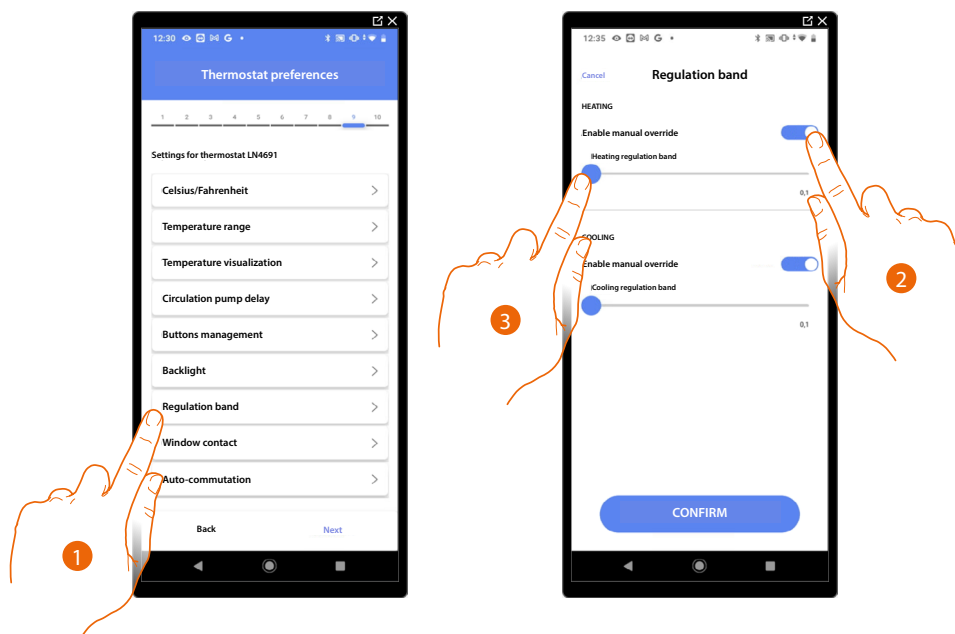 12:30
G
Thermostat preferences
1 2 3 4 5 6 7 8 9 10
Settings for thermostat LN4691
Celsius/Fahrenheit
Temperature range
Temperature visualization
Circulation pump delay
Buttons management
Backlight
Regulation band
Window contact
Auto-commutation
Back Next
1
12:35
G
Cancel Regulation band
HEATING
Enable manual override
Heating regulation band
0,1
COOLING
Enable manual override
Cooling regulation band
0,1
CONFIRM
2
3